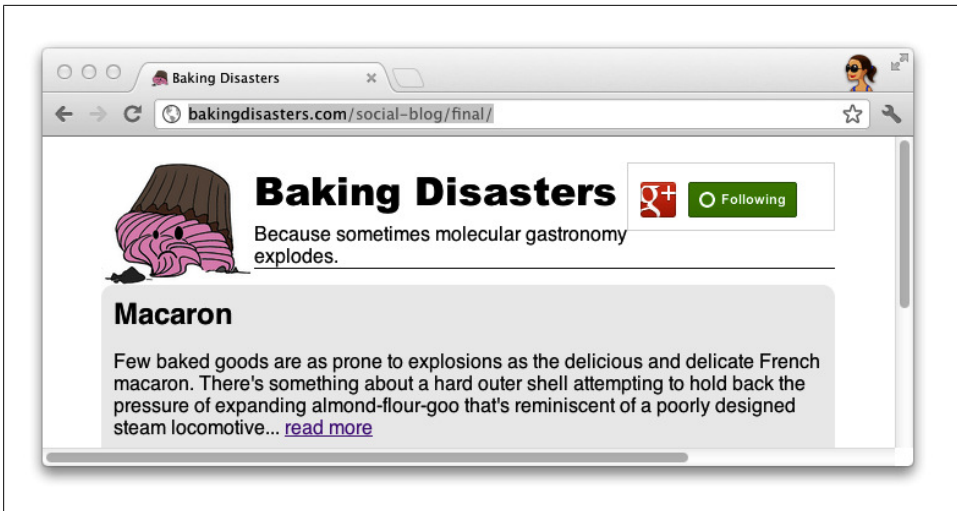 Baking Disasters
bakingdisasters.com/social-blog/final/
Baking Disasters
g+ Following
Because sometimes molecular gastronomy
explodes.
Macaron
Few baked goods are as prone to explosions as the delicious and delicate French
macaron. There's something about a hard outer shell attempting to hold back the
pressure of expanding almond-flour-goo that's reminiscent of a poorly designed
steam locomotive... read more